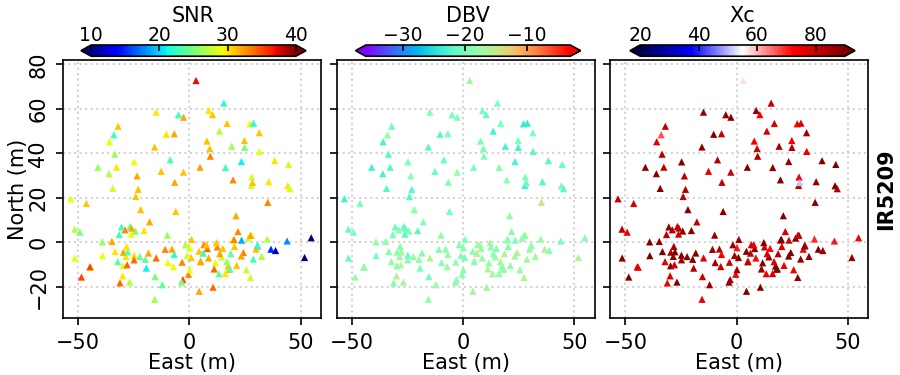 SNR DBV Xc
10 20 30 40 −30 −20 −10 20 40 60 80
80
60
40
20
0
−20
North (m)
−50 0 50 −50 0 50 −50 0 50
East (m) East (m) East (m)
IR5209